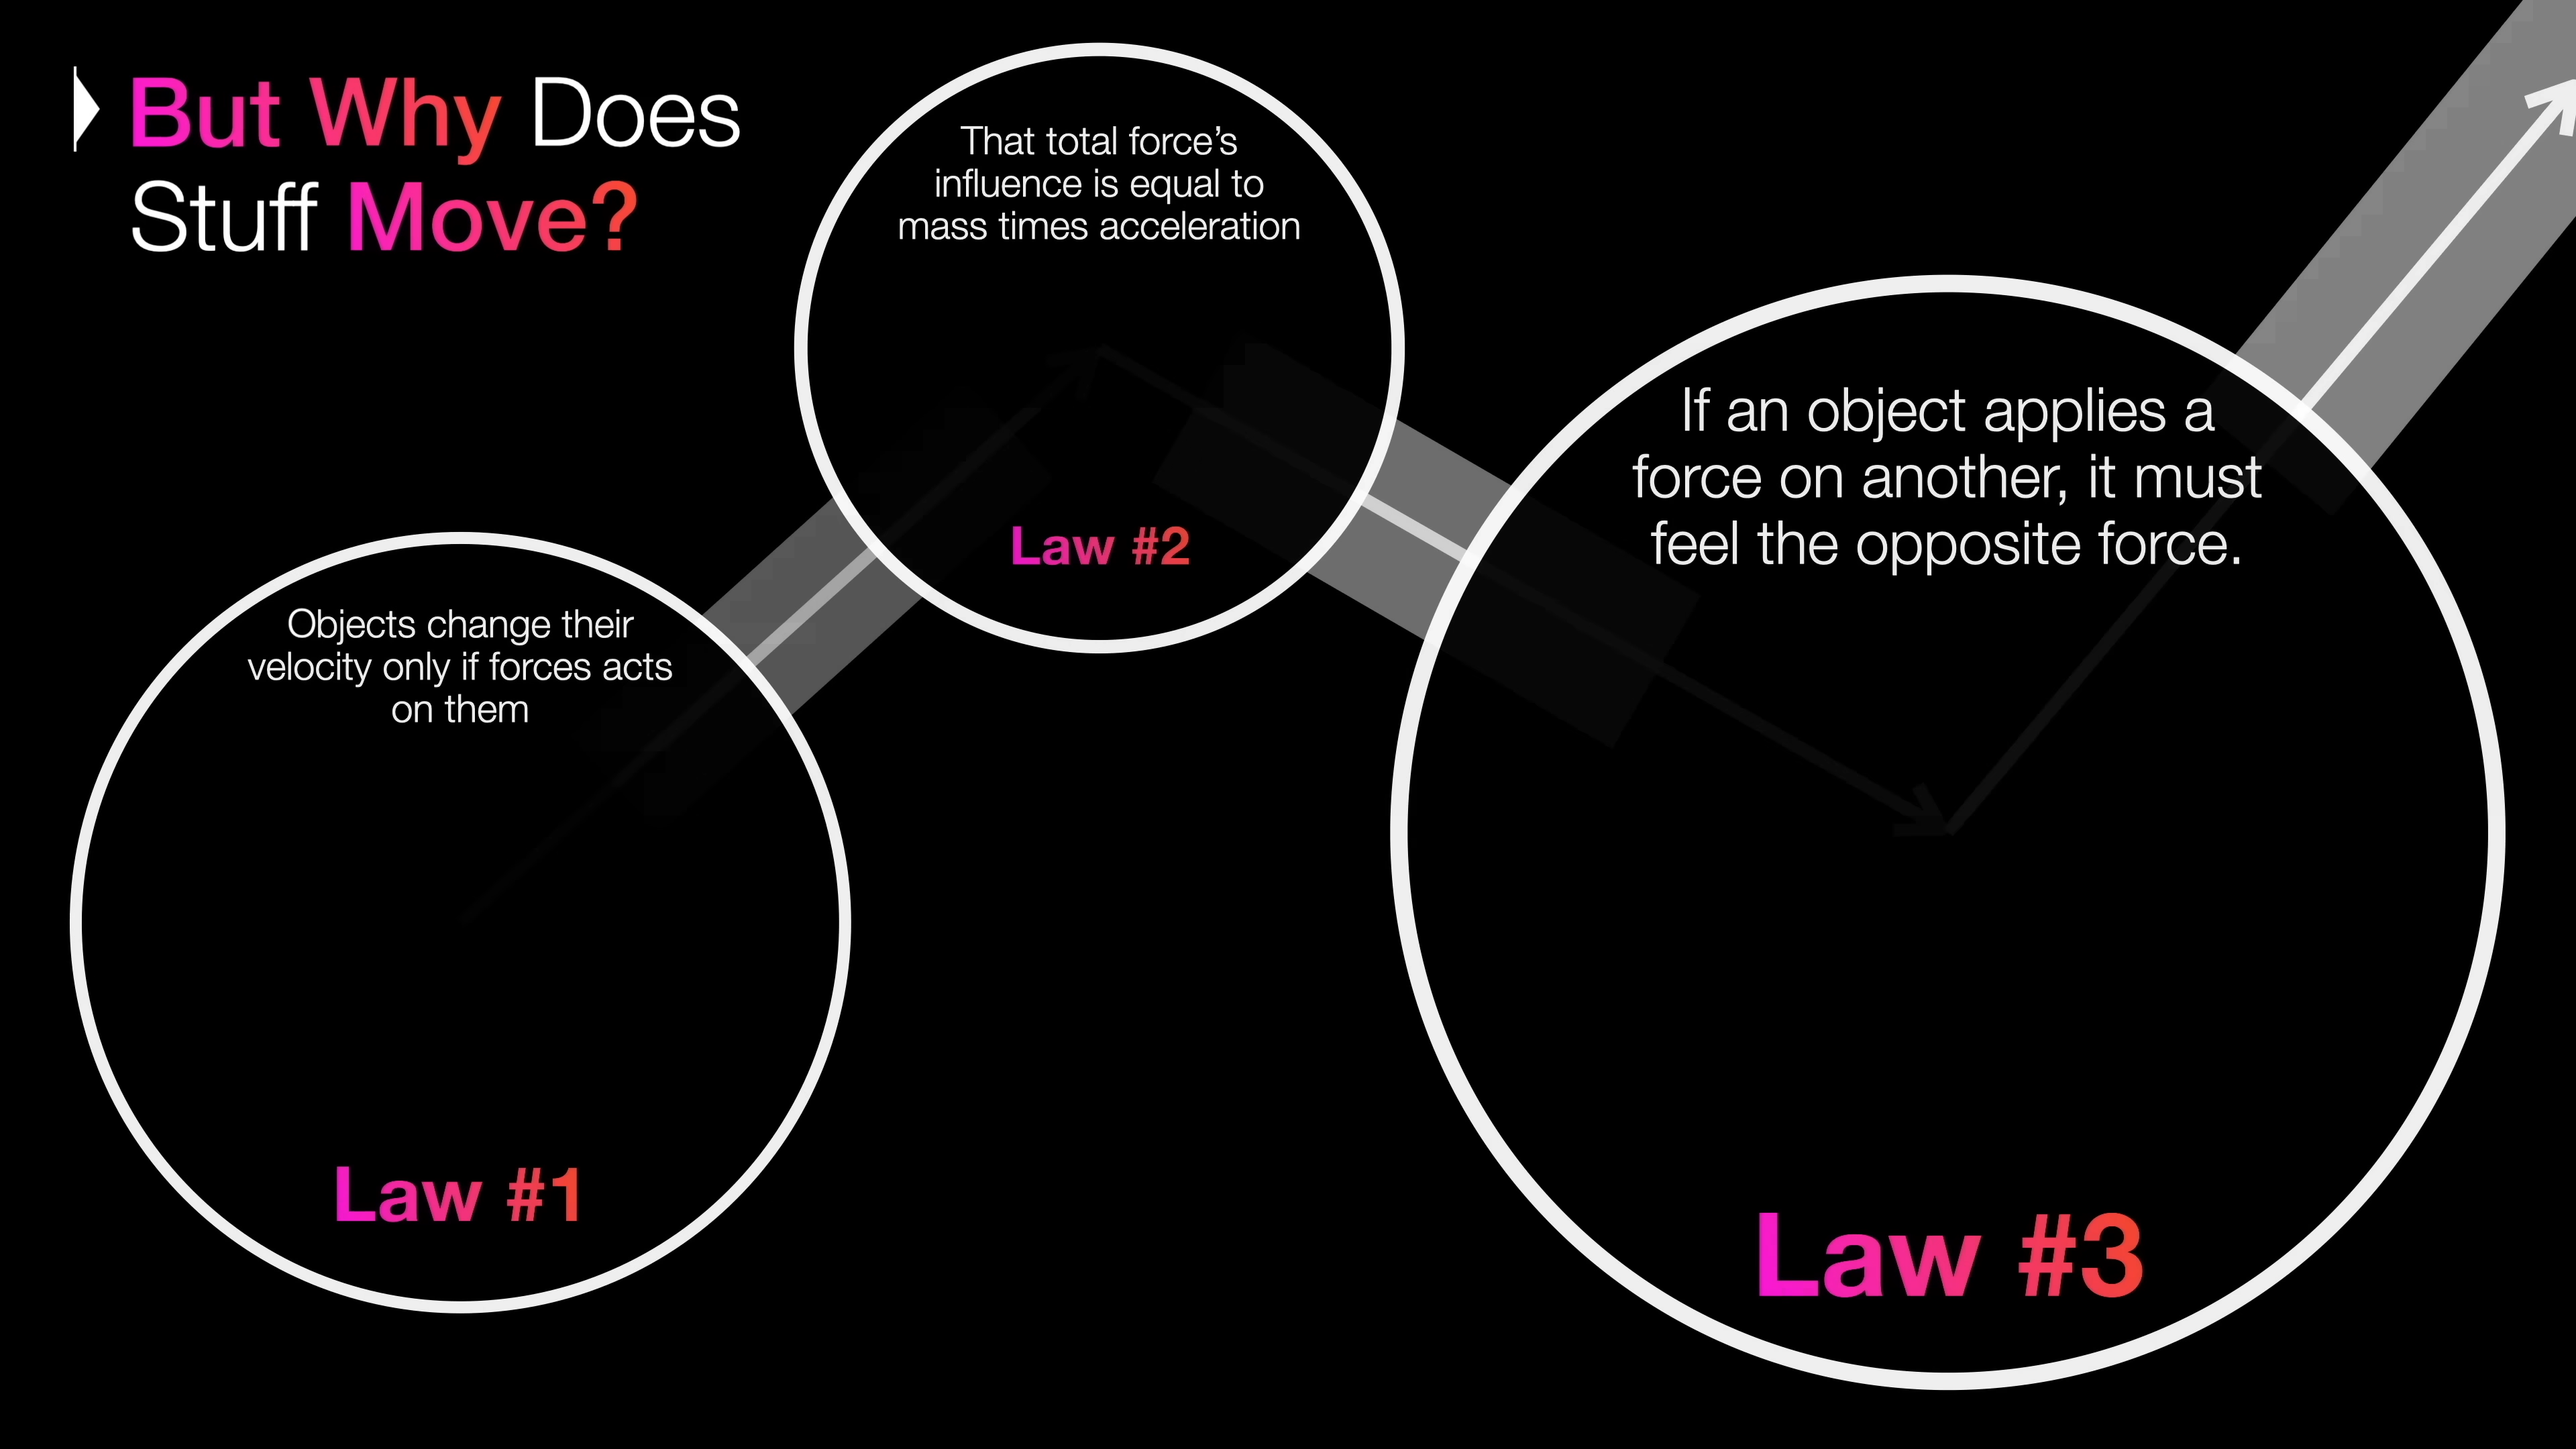 But Why Does
Stuff Move?
Objects change their
velocity only if forces acts
on them
Law #1
That total force’s
influence is equal to
mass times acceleration
Law #2
If an object applies a
force on another, it must
feel the opposite force.
Law #3